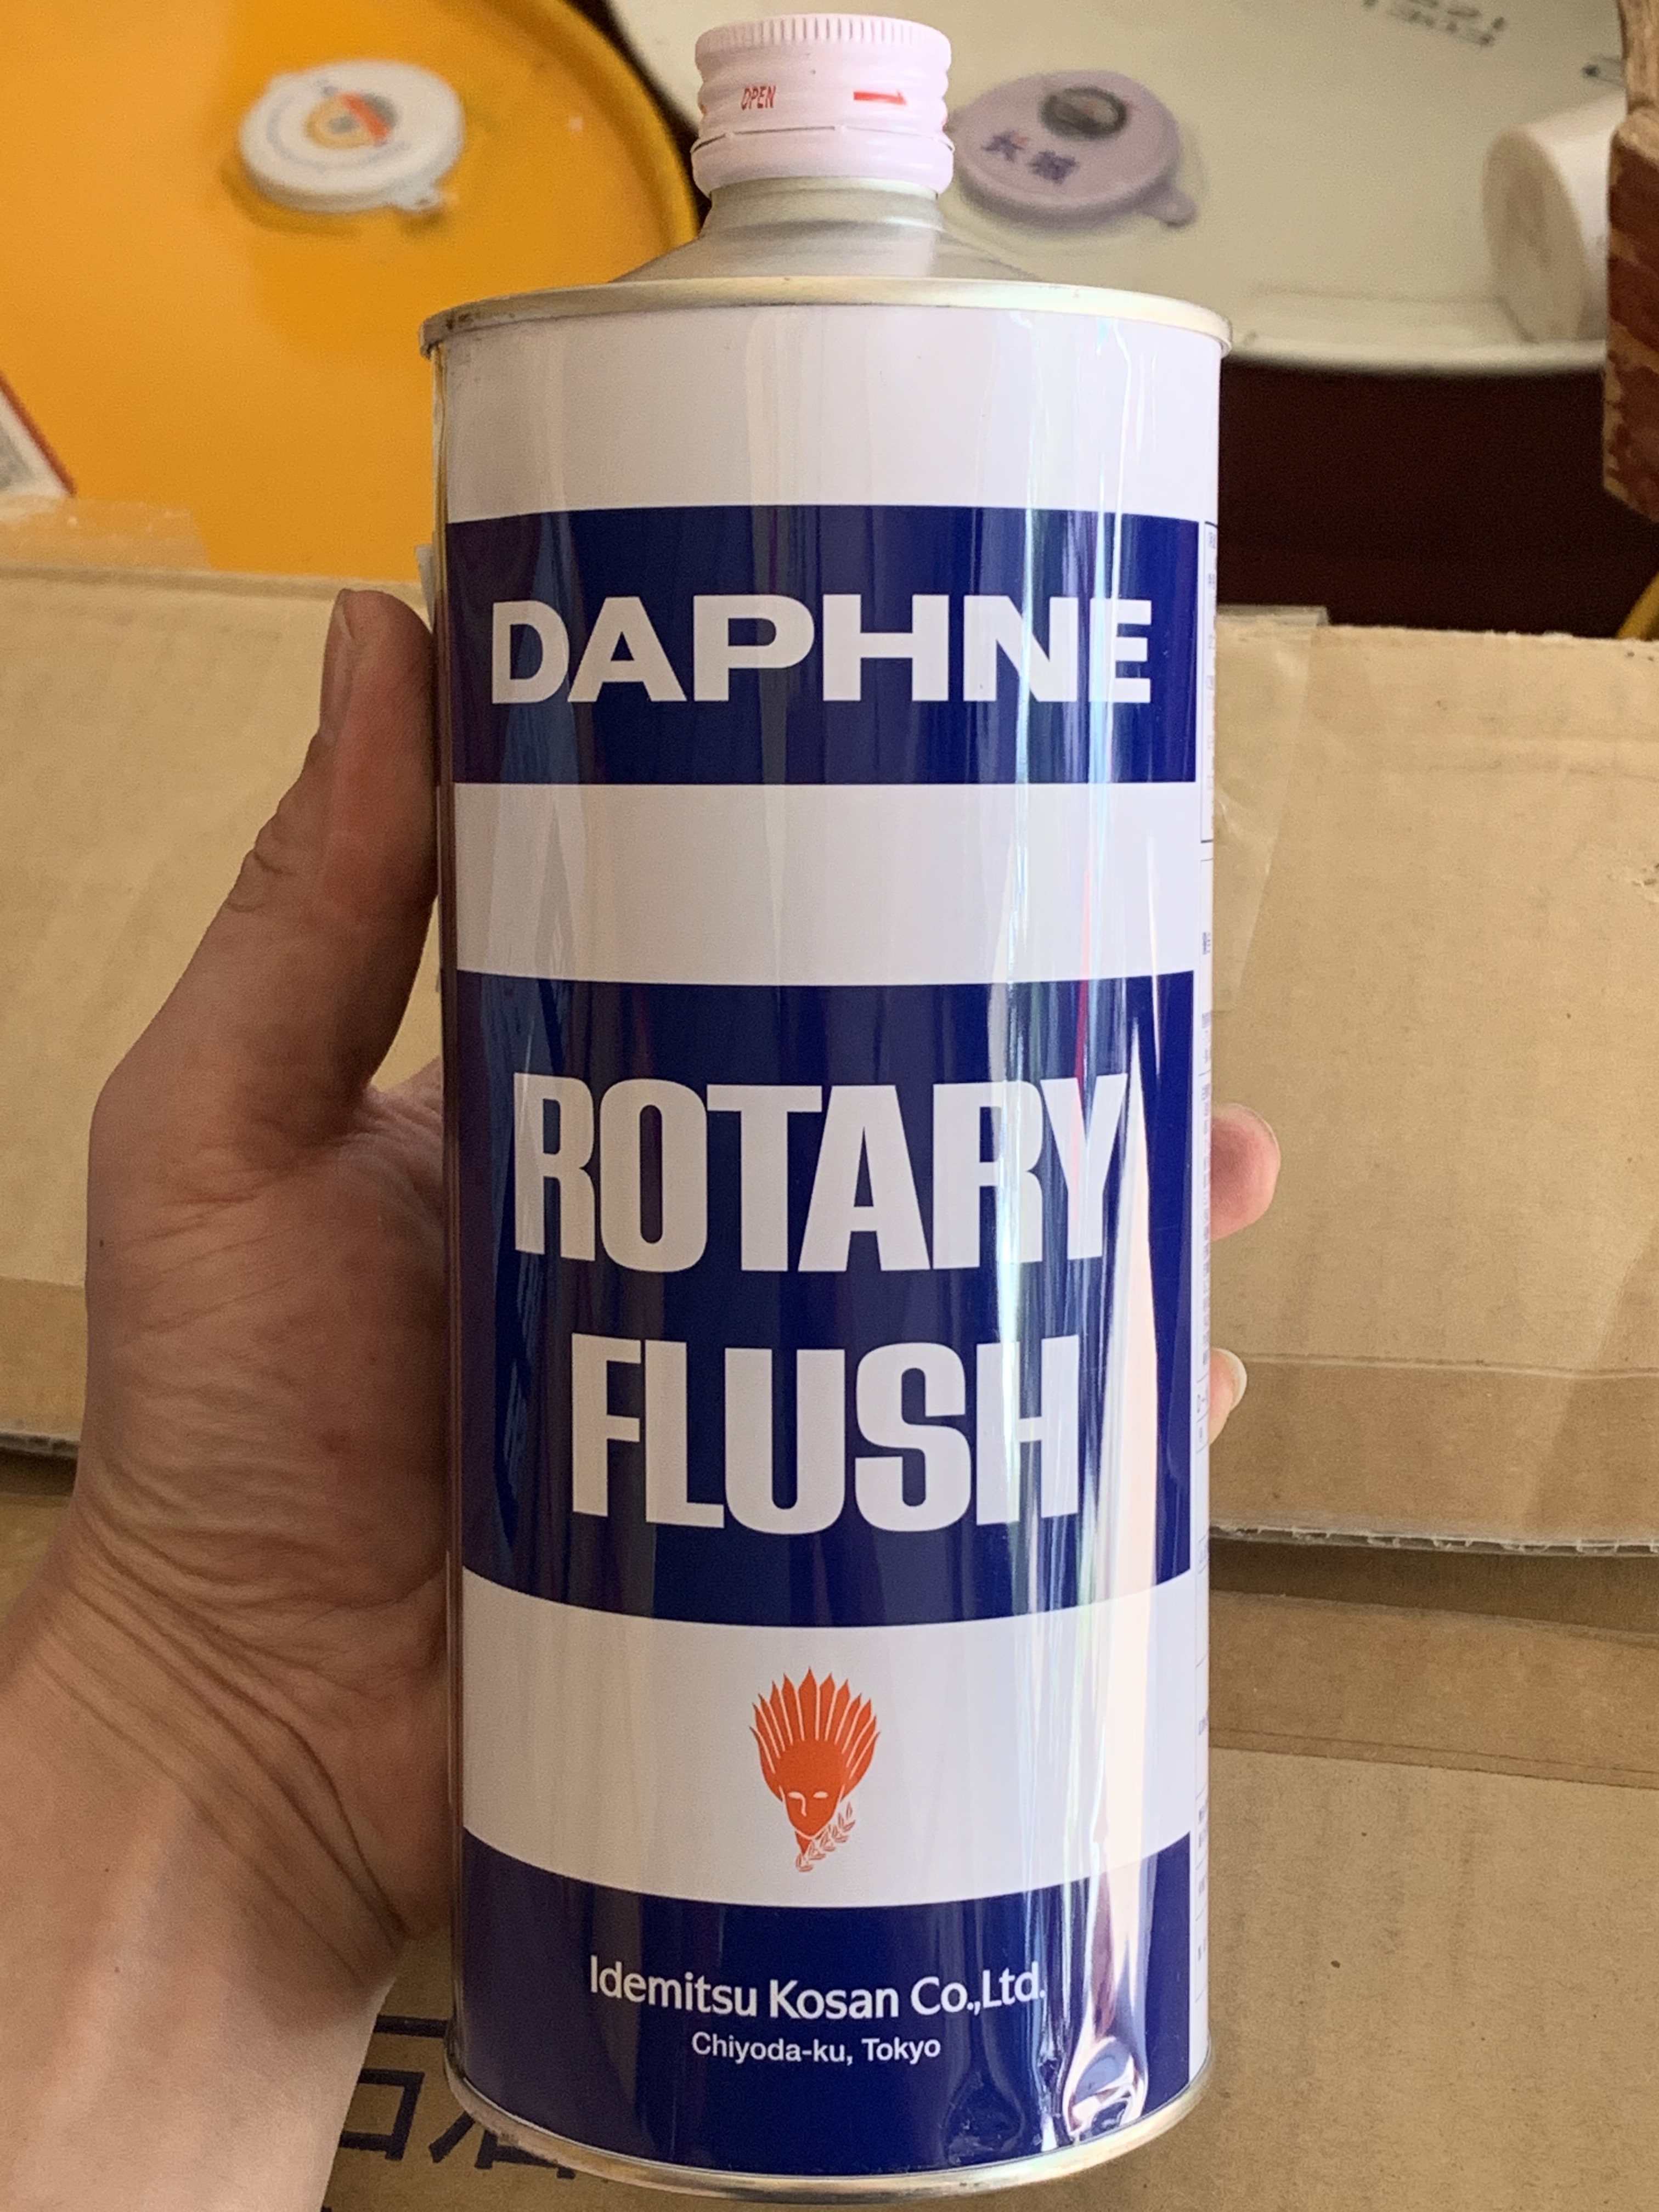 OPEN
DAPHNE
ROTARY
FLUSH
Idemitsu Kosan Co.,Ltd.
Chiyoda-ku, Tokyo